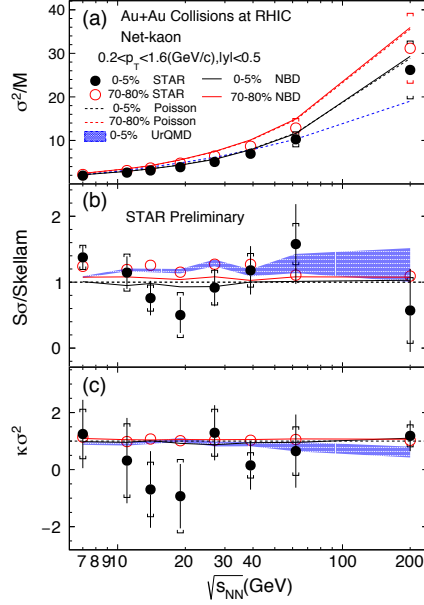 (a) Au+Au Collisions at RHIC
Net-kaon
0.2<p_T<1.6(GeV/c),|y|<0.5
0-5% STAR
0-5% NBD
70-80% STAR
70-80% NBD
0-5% Poisson
70-80% Poisson
0-5% UrQMD
σ²/M
40
30
20
10
(b)
STAR Preliminary
Sσ/Skellam
2
1
0
(c)
κσ²
2
1
0
-2
7 8 910 20 30 40 100 200
√s_NN(GeV)